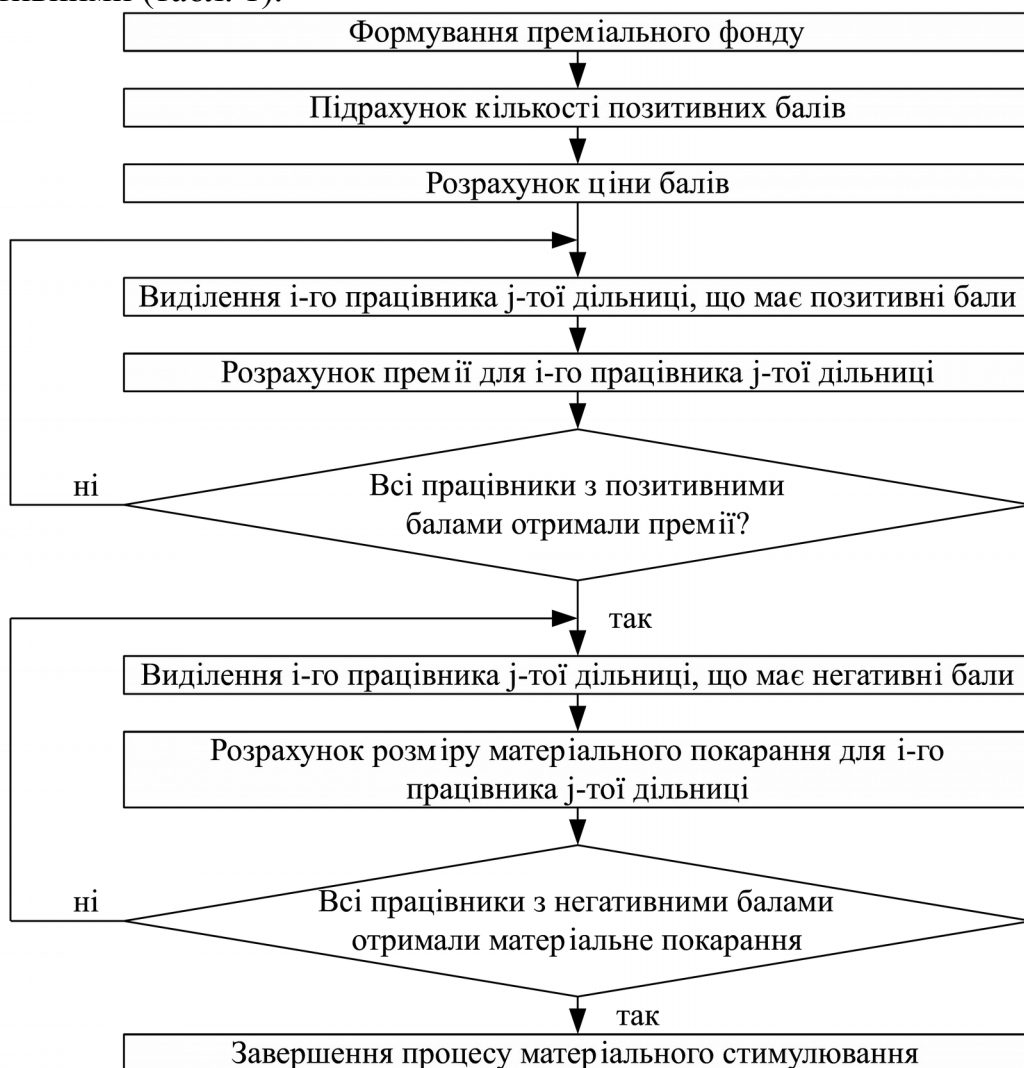 (табл. 1).
Формування преміального фонду
Підрахунок кількості позитивних балів
Розрахунок ціни балів
Виділення і-го працівника j-тої дільниці, що має позитивні бали
Розрахунок премії для і-го працівника j-тої дільниці
ні
Всі працівники з позитивними
балами отримали премії?
так
Виділення і-го працівника j-тої дільниці, що має негативні бали
Розрахунок розміру матеріального покарання для і-го
працівника j-тої дільниці
ні
Всі працівники з негативними балами
отримали матеріальне покарання
так
Завершення процесу матеріального стимулювання